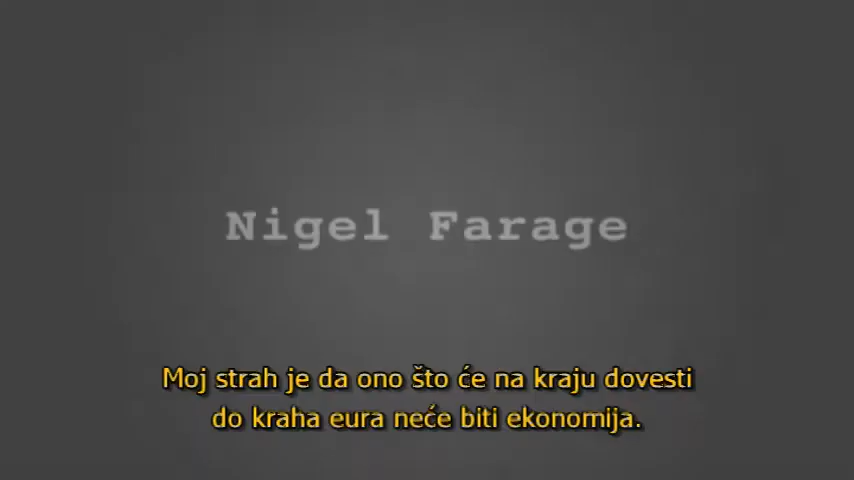 Nigel Farage
Moj strah je da ono što će na kraju dovesti
do kraha eura neće biti ekonomija.